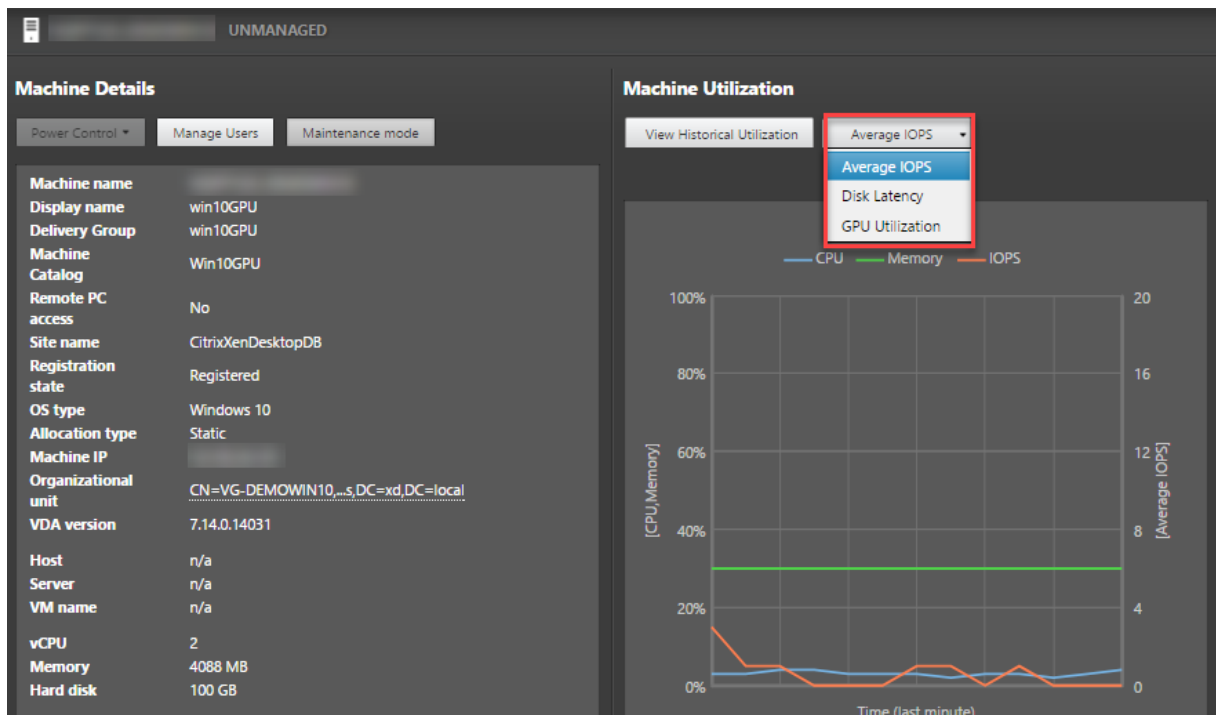 UNMANAGED
Machine Details
Power Control
Manage Users
Maintenance mode
Machine name
Display name win10GPU
Delivery Group win10GPU
Machine
Catalog
Win10GPU
Remote PC
access
No
Site name CitrixXenDesktopDB
Registration
state
Registered
OS type Windows 10
Allocation type Static
Machine IP
Organizational
unit
CN=VG-DEMOWIN10,...s,DC=xd,DC=local
VDA version 7.14.0.14031
Host n/a
Server n/a
VM name n/a
vCPU 2
Memory 4088 MB
Hard disk 100 GB
Machine Utilization
View Historical Utilization
Average IOPS
Average IOPS
Disk Latency
GPU Utilization
CPU Memory IOPS
100% 20
80% 16
60% 12
40% 8
20% 4
0% 0
[CPU,Memory]
[Average IOPS]
Time (last minute)